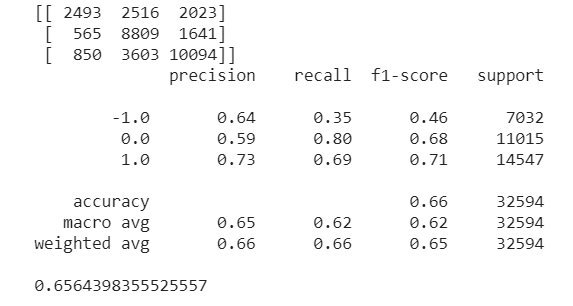 [[ 2493 2516 2023]
[ 565 8809 1641]
[ 850 3603 10094]]
precision recall f1-score support
-1.0 0.64 0.35 0.46 7032
0.0 0.59 0.80 0.68 11015
1.0 0.73 0.69 0.71 14547
accuracy 0.66 32594
macro avg 0.65 0.62 0.62 32594
weighted avg 0.66 0.66 0.65 32594
0.6564398355525557